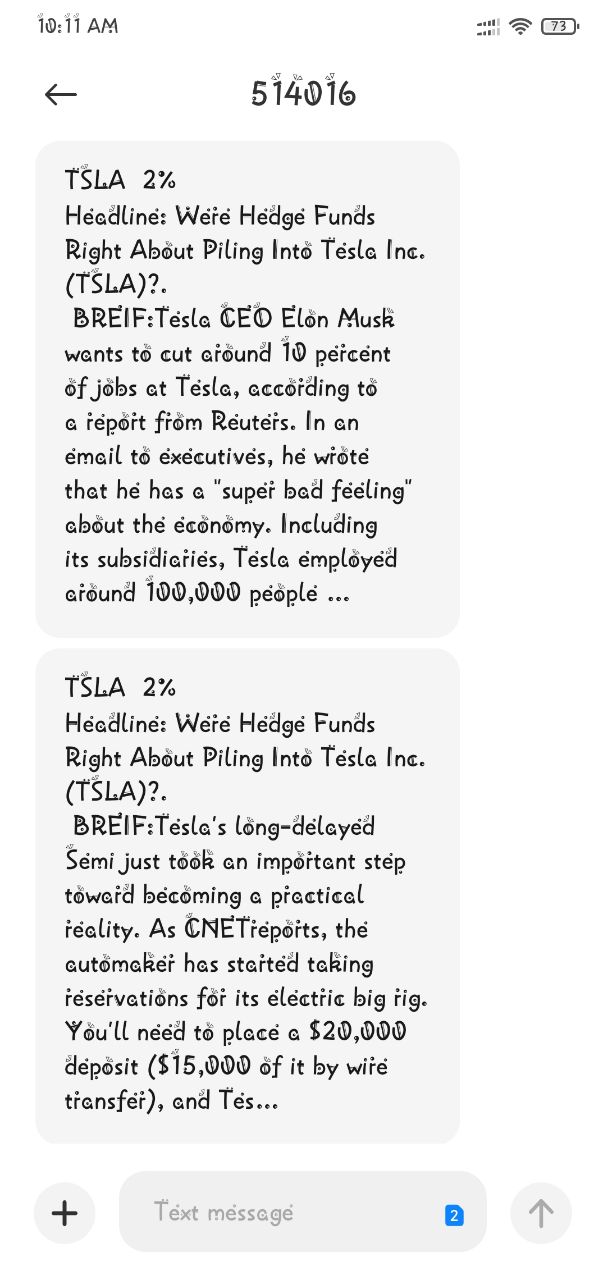 10:11 AM
73
514016
TSLA 2%
Headline: Were Hedge Funds
Right About Piling Into Tesla Inc.
(TSLA)?.
BREIF:Tesla CEO Elon Musk
wants to cut around 10 percent
of jobs at Tesla, according to
a report from Reuters. In an
email to executives, he wrote
that he has a "super bad feeling"
about the economy. Including
its subsidiaries, Tesla employed
around 100,000 people ...
TSLA 2%
Headline: Were Hedge Funds
Right About Piling Into Tesla Inc.
(TSLA)?.
BREIF:Tesla's long-delayed
Semi just took an important step
toward becoming a practical
reality. As CNETreports, the
automaker has started taking
reservations for its electric big rig.
You'll need to place a $20,000
deposit ($15,000 of it by wire
transfer), and Tes...
Text message
2